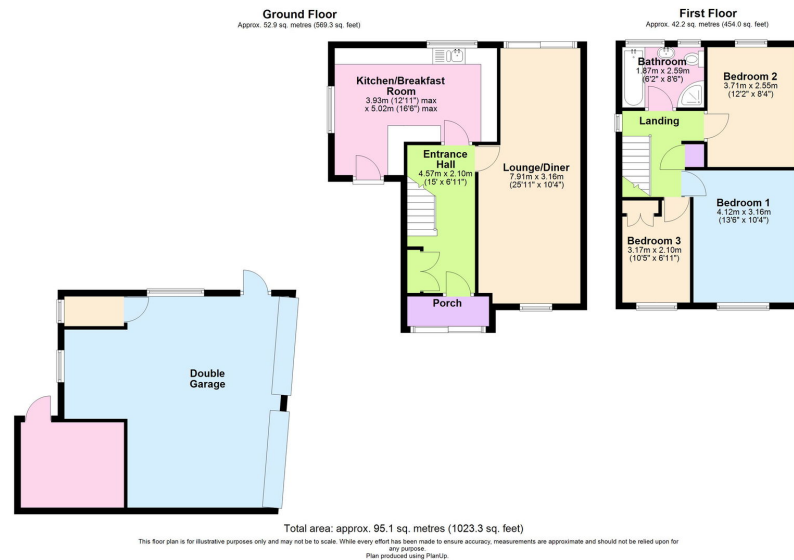 Ground Floor
Approx. 52.9 sq. metres (569.3 sq. feet)
Kitchen/Breakfast
Room
3.93m (12'11") max
x 5.02m (16'6") max
Entrance
Hall
4.57m x 2.10m
(15' x 6'11")
Lounge/Diner
7.91m x 3.16m
(25'11" x 10'4")
Porch
Double
Garage
First Floor
Approx. 42.2 sq. metres (454.0 sq. feet)
Bathroom
1.87m x 2.59m
(6'2" x 8'6")
Bedroom 2
3.71m x 2.55m
(12'2" x 8'4")
Landing
Bedroom 1
4.12m x 3.16m
(13'6" x 10'4")
Bedroom 3
3.17m x 2.10m
(10'5" x 6'11")
Total area: approx. 95.1 sq. metres (1023.3 sq. feet)
This floor plan is for illustrative purposes only and may not be to scale. While every effort has been made to ensure accuracy, measurements are approximate and should not be relied upon for
any purpose.
Plan produced using PlanUp.